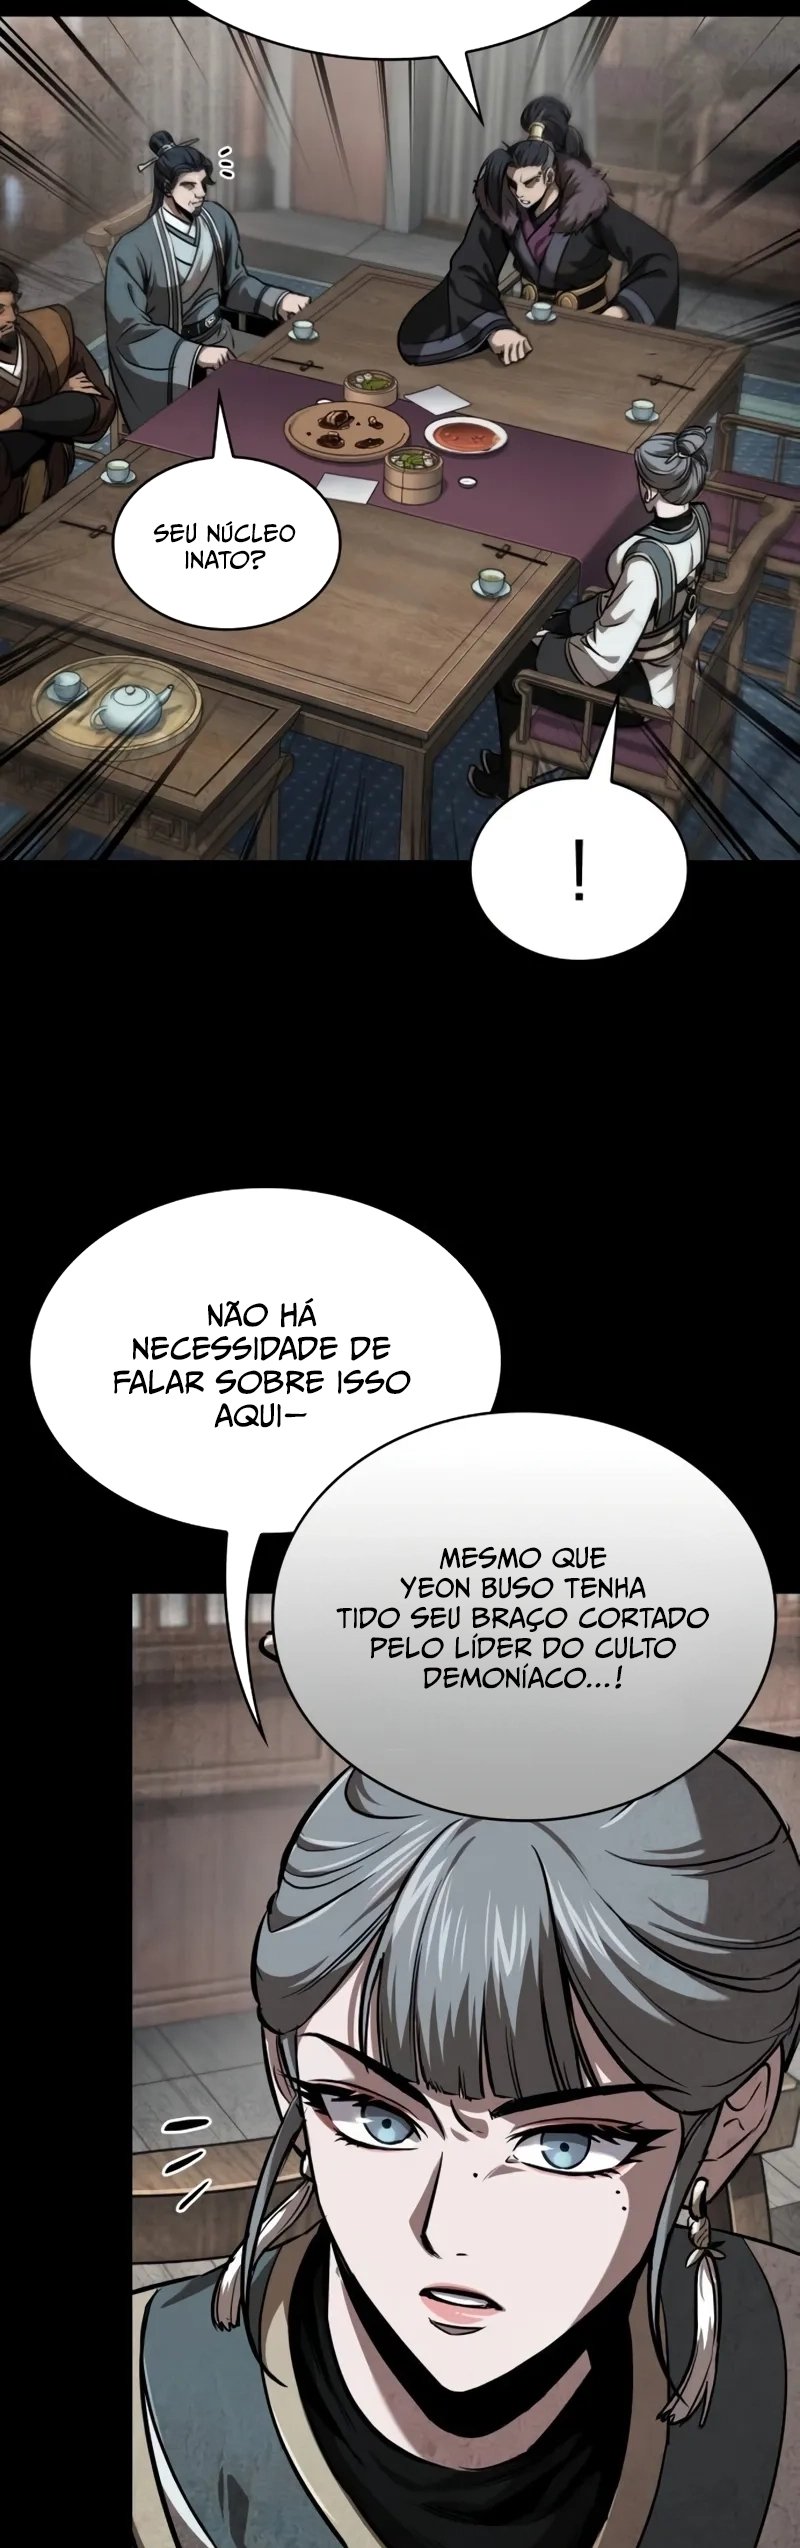 SEU NÚCLEO
INATO?
!
NÃO HÁ
NECESSIDADE DE
FALAR SOBRE ISSO
AQUI–
MESMO QUE
YEON BUSO TENHA
TIDO SEU BRAÇO CORTADO
PELO LÍDER DO CULTO
DEMONÍACO...!